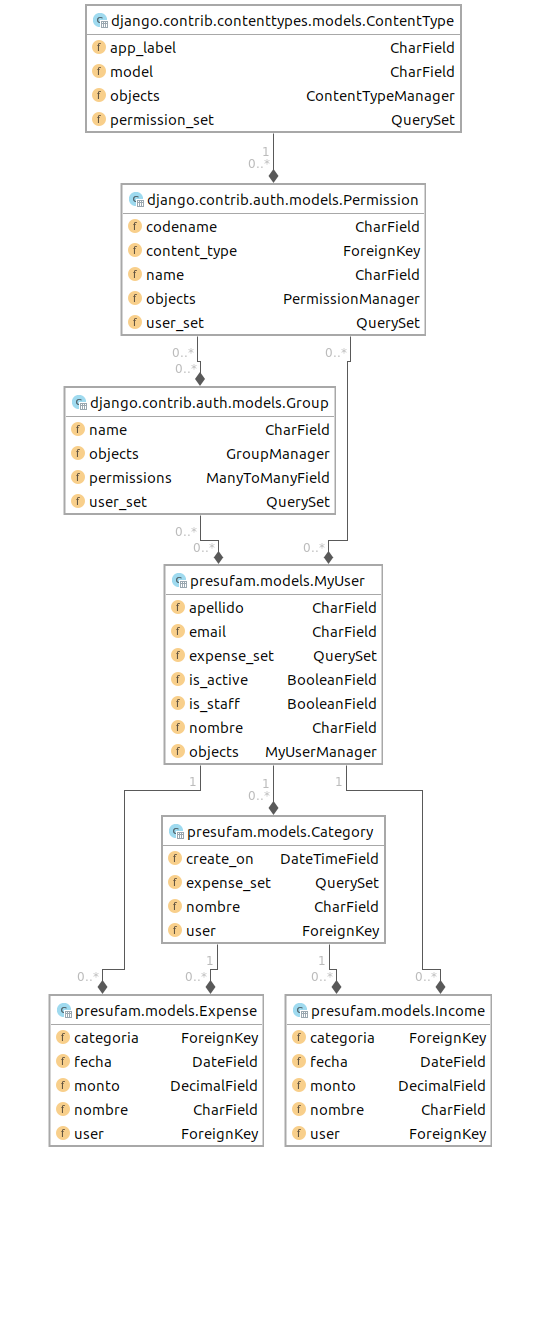 django.contrib.contenttypes.models.ContentType
app_label CharField
model CharField
objects ContentTypeManager
permission_set QuerySet
1
0..*
django.contrib.auth.models.Permission
codename CharField
content_type ForeignKey
name CharField
objects PermissionManager
user_set QuerySet
0..* 0..*
0..*
django.contrib.auth.models.Group
name CharField
objects GroupManager
permissions ManyToManyField
user_set QuerySet
0..*
0..* 0..*
presufam.models.MyUser
apellido CharField
email CharField
expense_set QuerySet
is_active BooleanField
is_staff BooleanField
nombre CharField
objects MyUserManager
1 1 1
0..*
presufam.models.Category
create_on DateTimeField
expense_set QuerySet
nombre CharField
user ForeignKey
1 1
0..* 0..* 0..* 0..*
presufam.models.Expense
categoria ForeignKey
fecha DateField
monto DecimalField
nombre CharField
user ForeignKey
presufam.models.Income
categoria ForeignKey
fecha DateField
monto DecimalField
nombre CharField
user ForeignKey